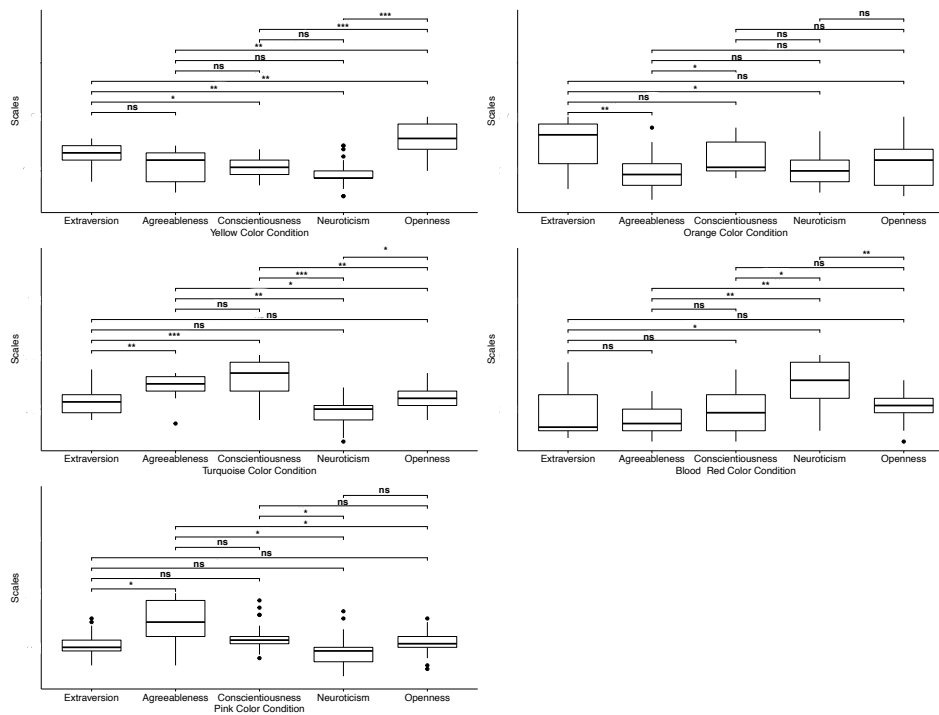 ***
***
ns
**
ns
ns
**
**
*
ns
Scales
Extraversion Agreeableness Conscientiousness Neuroticism Openness
Yellow Color Condition
ns
ns
ns
ns
ns
*
ns
*
ns
**
Scales
Extraversion Agreeableness Conscientiousness Neuroticism Openness
Orange Color Condition
*
**
***
*
**
ns
ns
ns
***
**
Scales
Extraversion Agreeableness Conscientiousness Neuroticism Openness
Turquoise Color Condition
**
ns
*
**
**
ns
ns
*
ns
ns
Scales
Extraversion Agreeableness Conscientiousness Neuroticism Openness
Blood Red Color Condition
ns
ns
*
*
*
ns
ns
ns
ns
*
Scales
Extraversion Agreeableness Conscientiousness Neuroticism Openness
Pink Color Condition